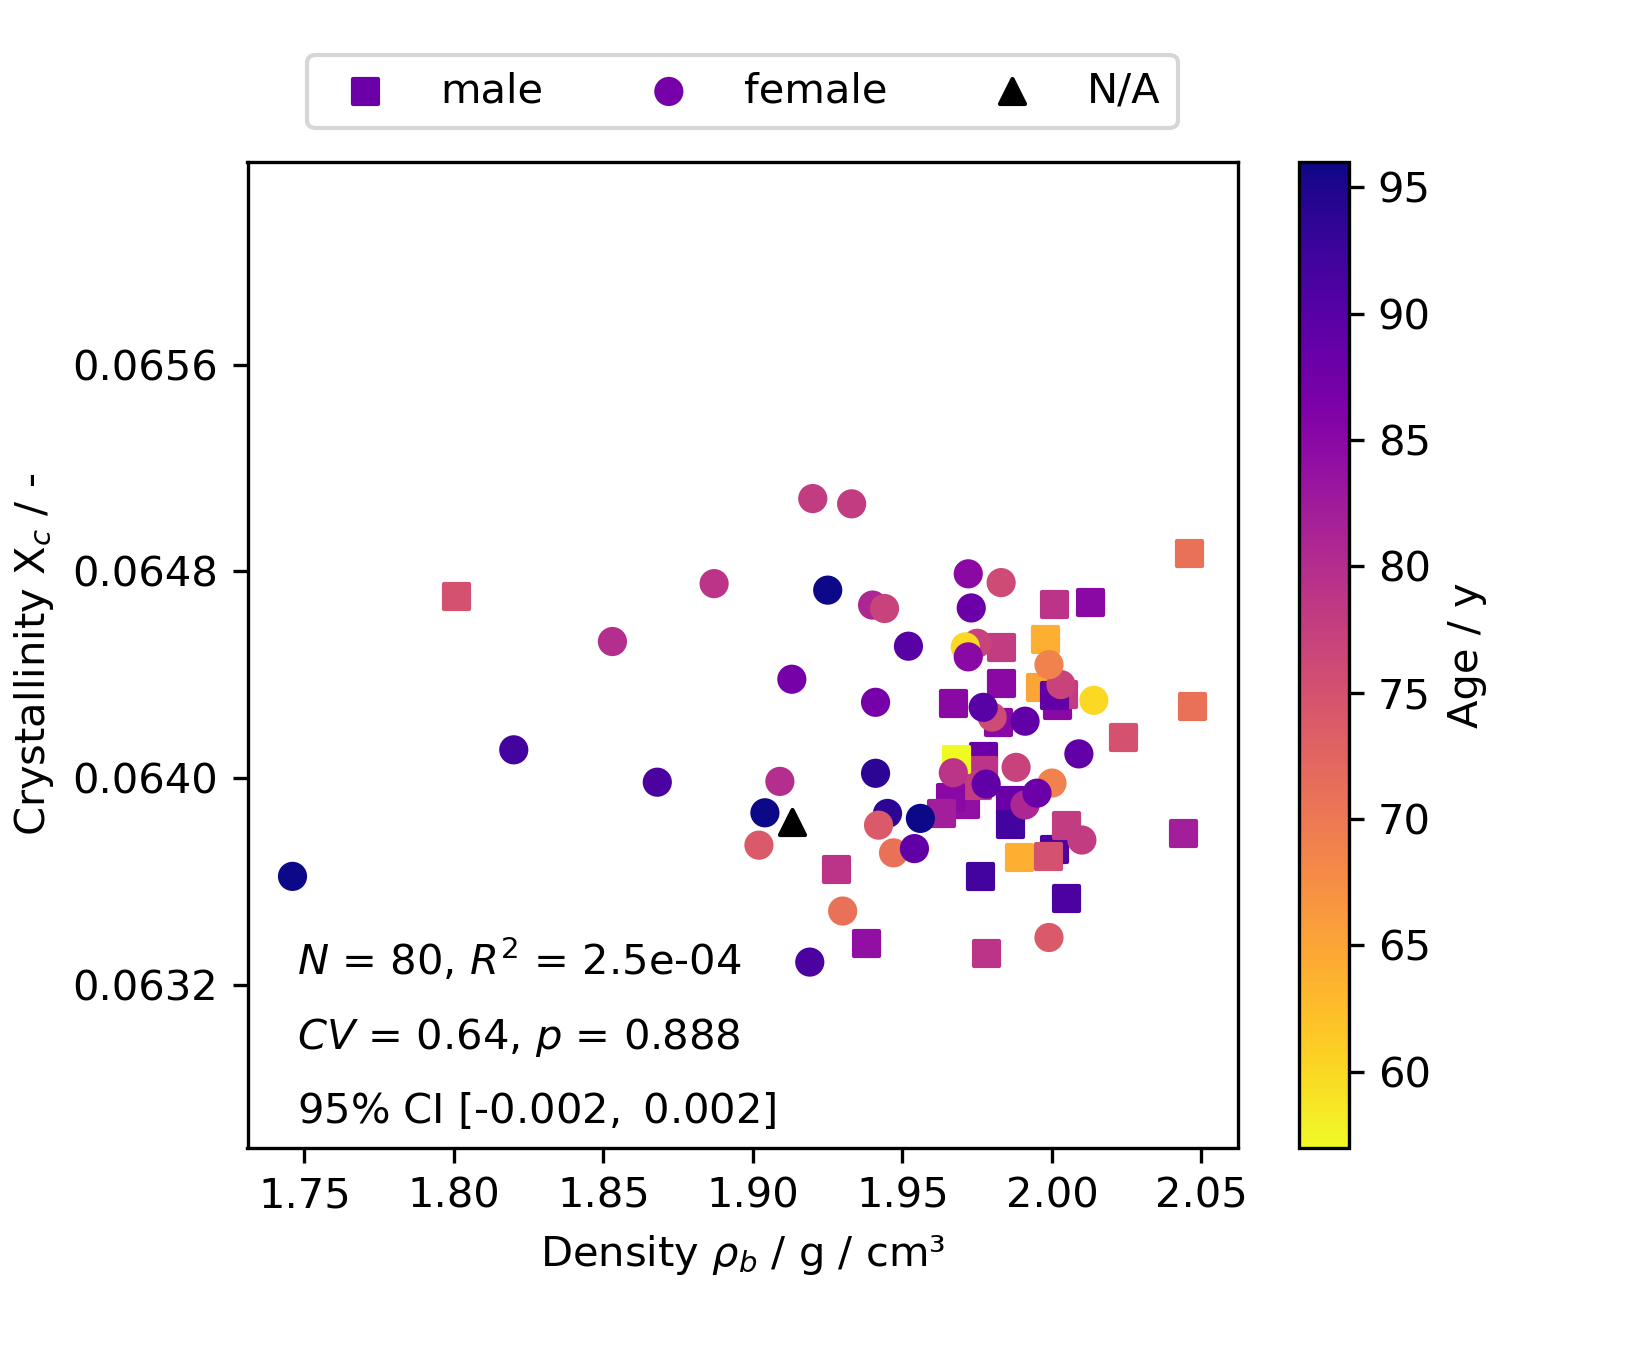 male female N/A
0.0656
0.0648
0.0640
0.0632
Crystallinity X_c / -
N = 80, R² = 2.5e-04
CV = 0.64, p = 0.888
95% CI [-0.002, 0.002]
1.75 1.80 1.85 1.90 1.95 2.00 2.05
Density ρ_b / g / cm³
95
90
85
80
75
70
65
60
Age / y